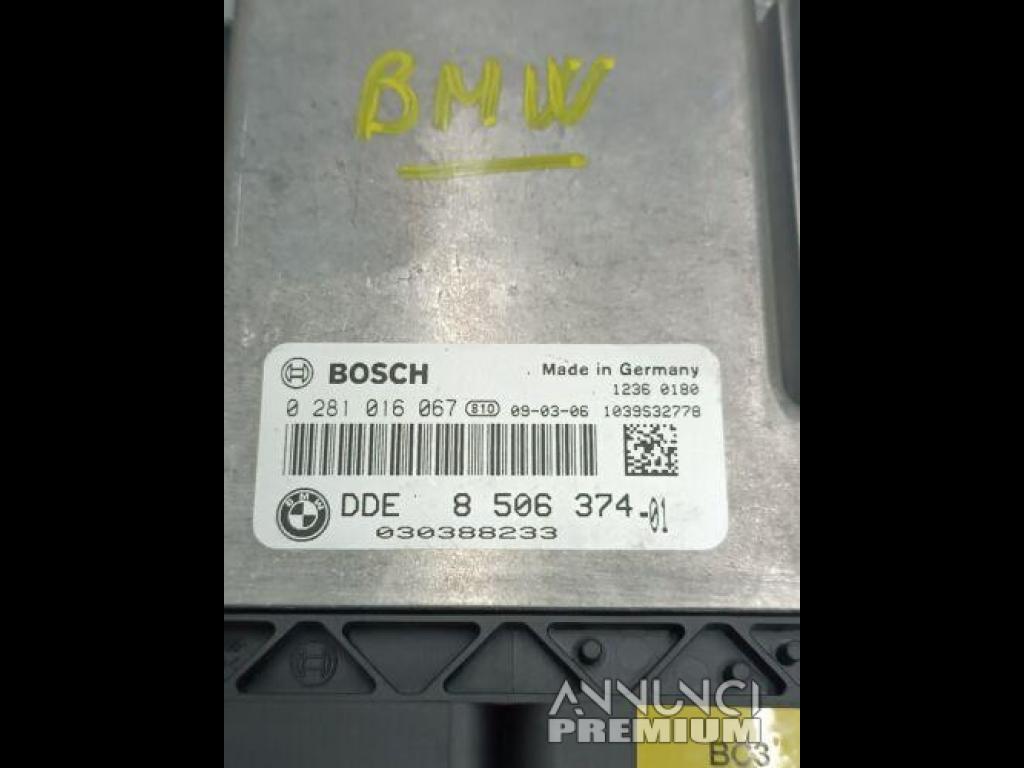 BMW
BOSCH
Made in Germany
1236 0180
0 281 016 067 810 09-03-06 1039S32778
BMW DDE 8 506 374-01
030388233
ANNUNCI
PREMIUM
BC3